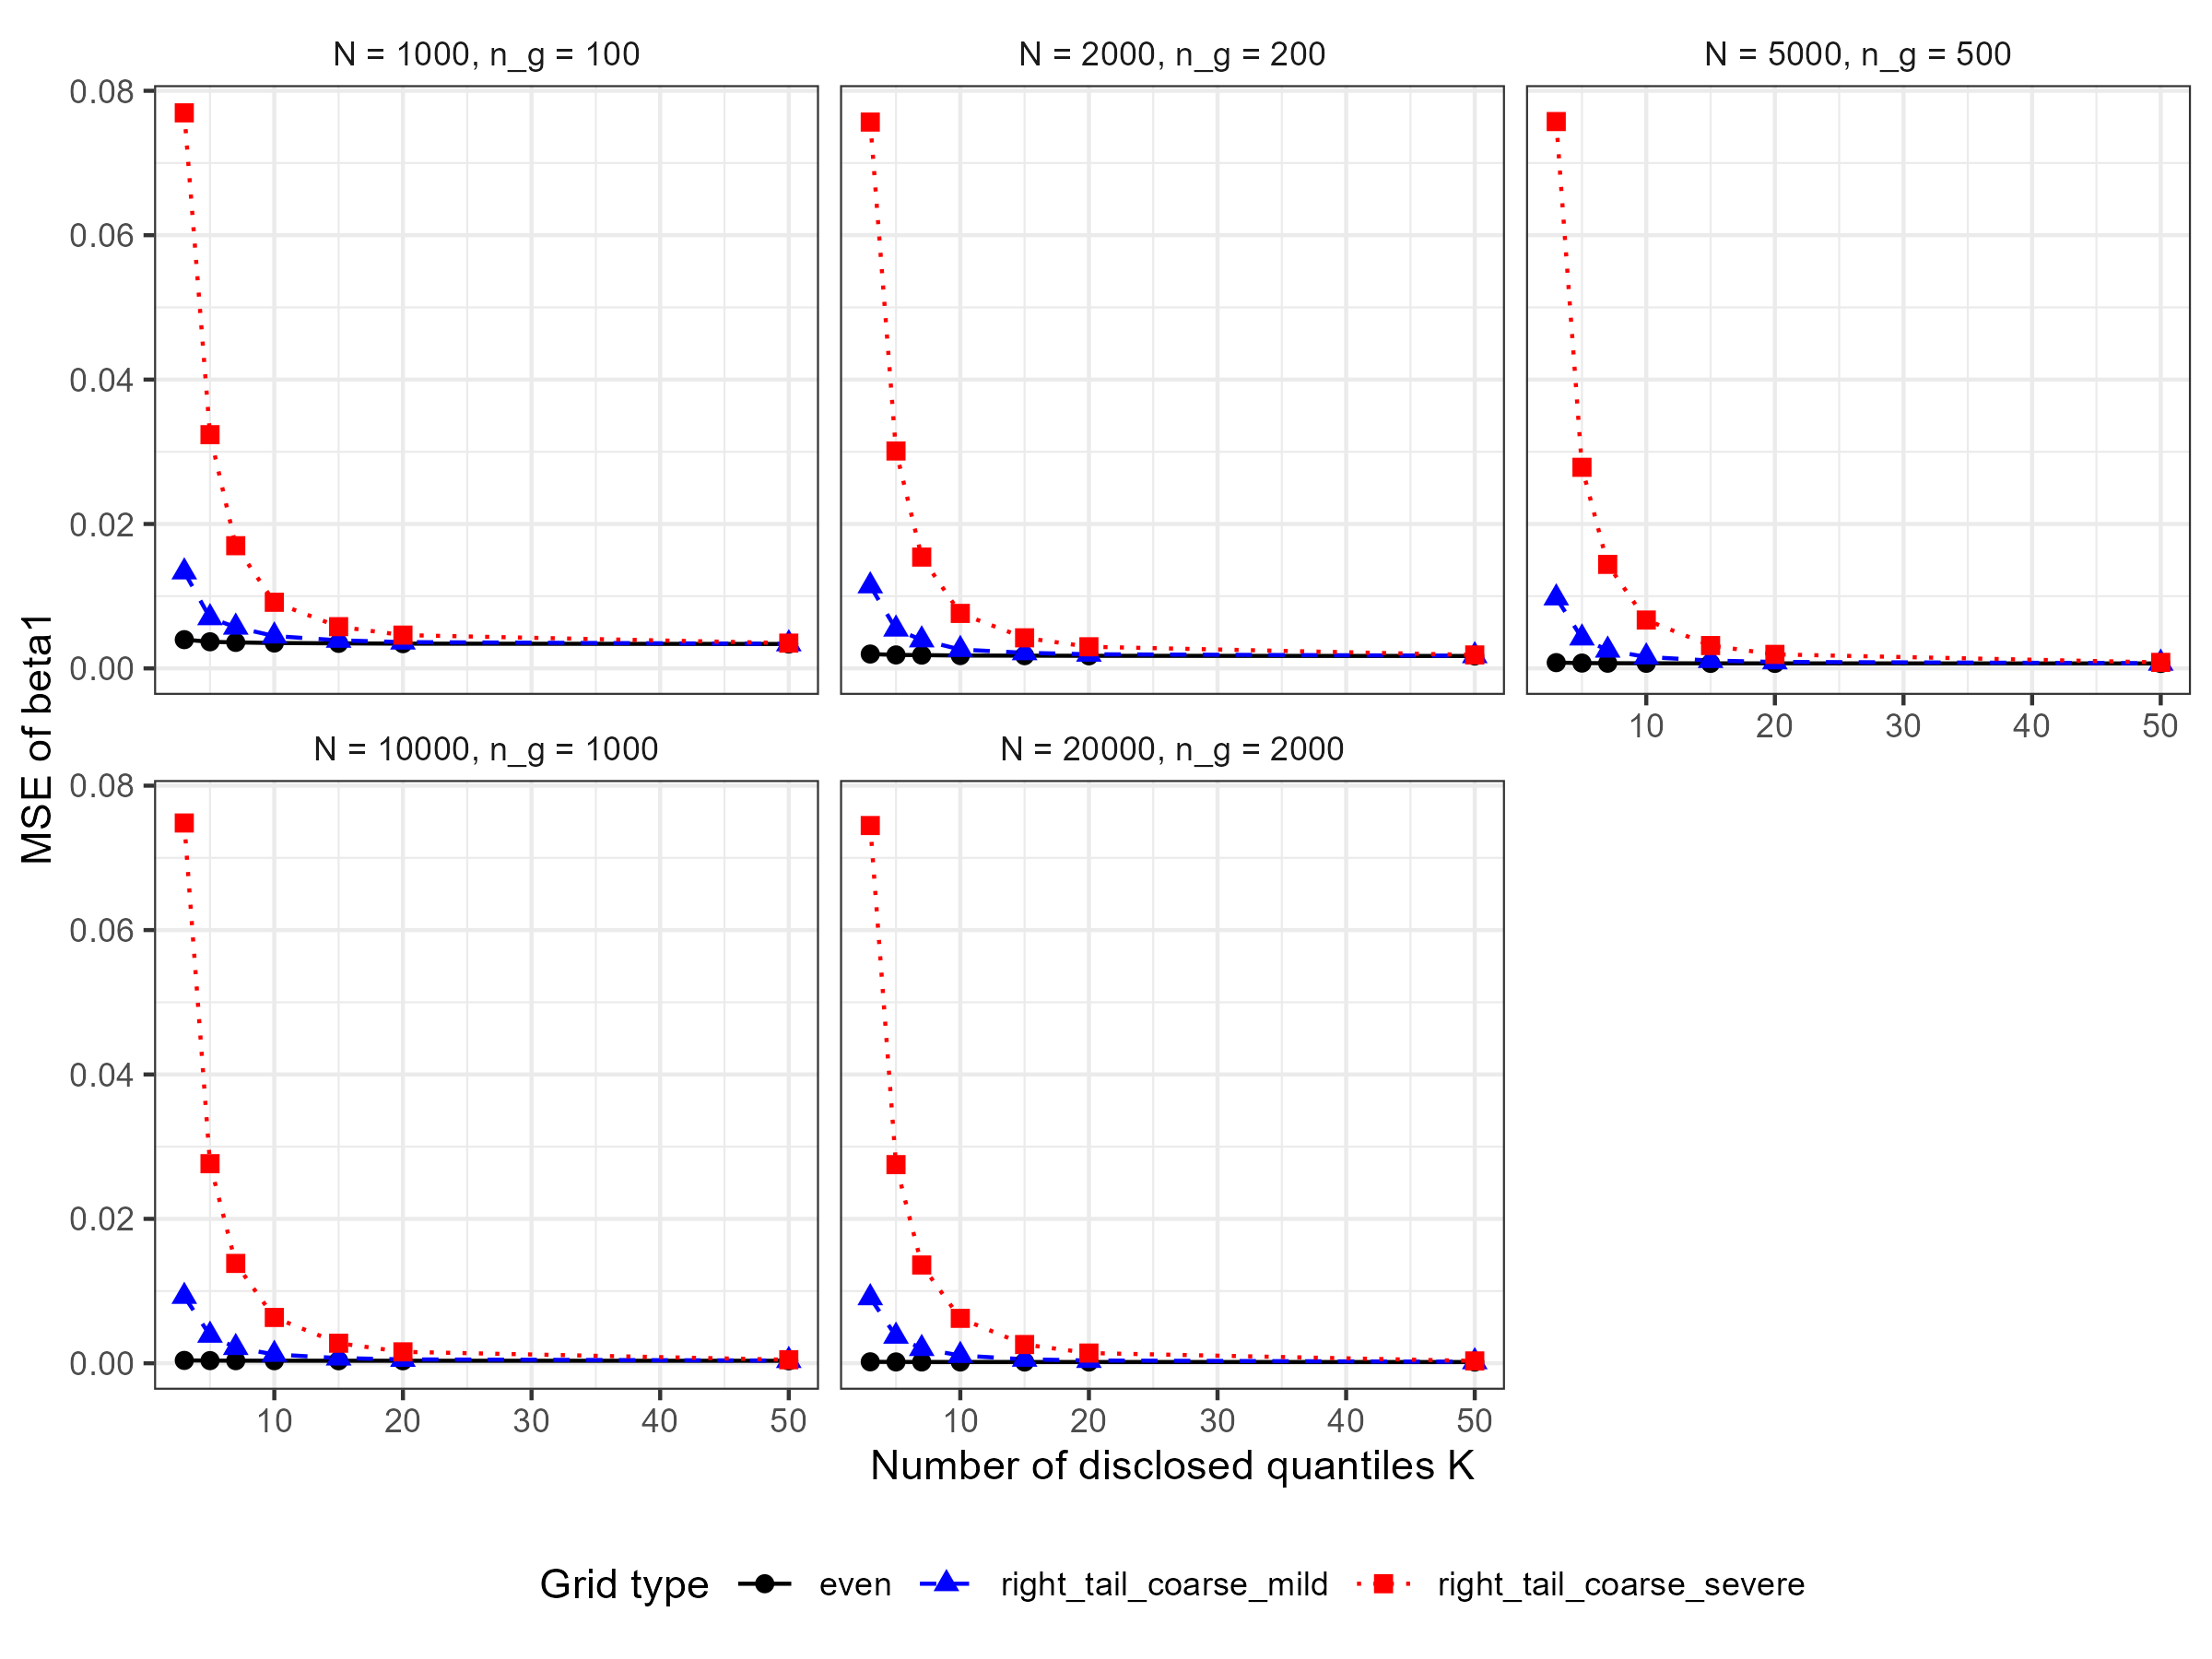 N = 1000, n_g = 100
N = 2000, n_g = 200
N = 5000, n_g = 500
0.08
0.06
0.04
0.02
0.00
10 20 30 40 50
N = 10000, n_g = 1000
N = 20000, n_g = 2000
0.08
0.06
0.04
0.02
0.00
10 20 30 40 50
10 20 30 40 50
MSE of beta1
Number of disclosed quantiles K
Grid type even right_tail_coarse_mild right_tail_coarse_severe